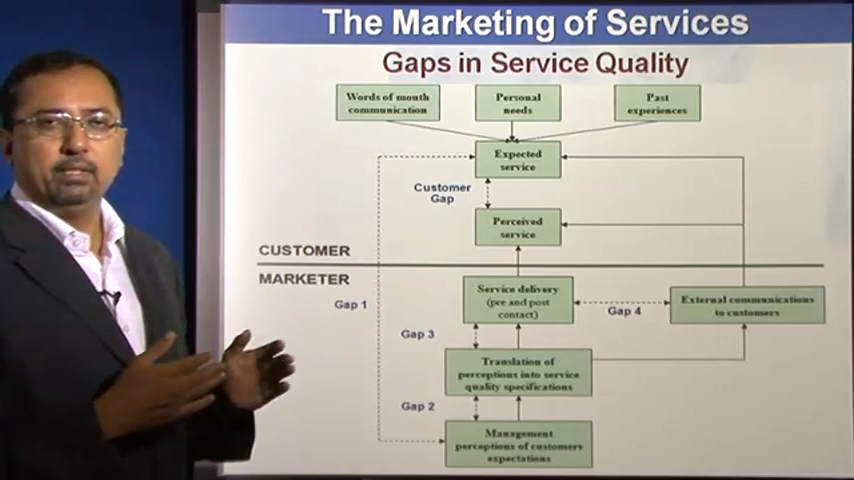 The Marketing of Services
Gaps in Service Quality
Words of mouth
communication
Personal
needs
Past
experiences
Expected
service
Customer
Gap
Perceived
service
CUSTOMER
MARKETER
Gap 1
Service delivery
(pre and post
contact)
Gap 4
External communications
to customers
Gap 3
Translation of
perceptions into service
quality specifications
Gap 2
Management
perceptions of customers
expectations